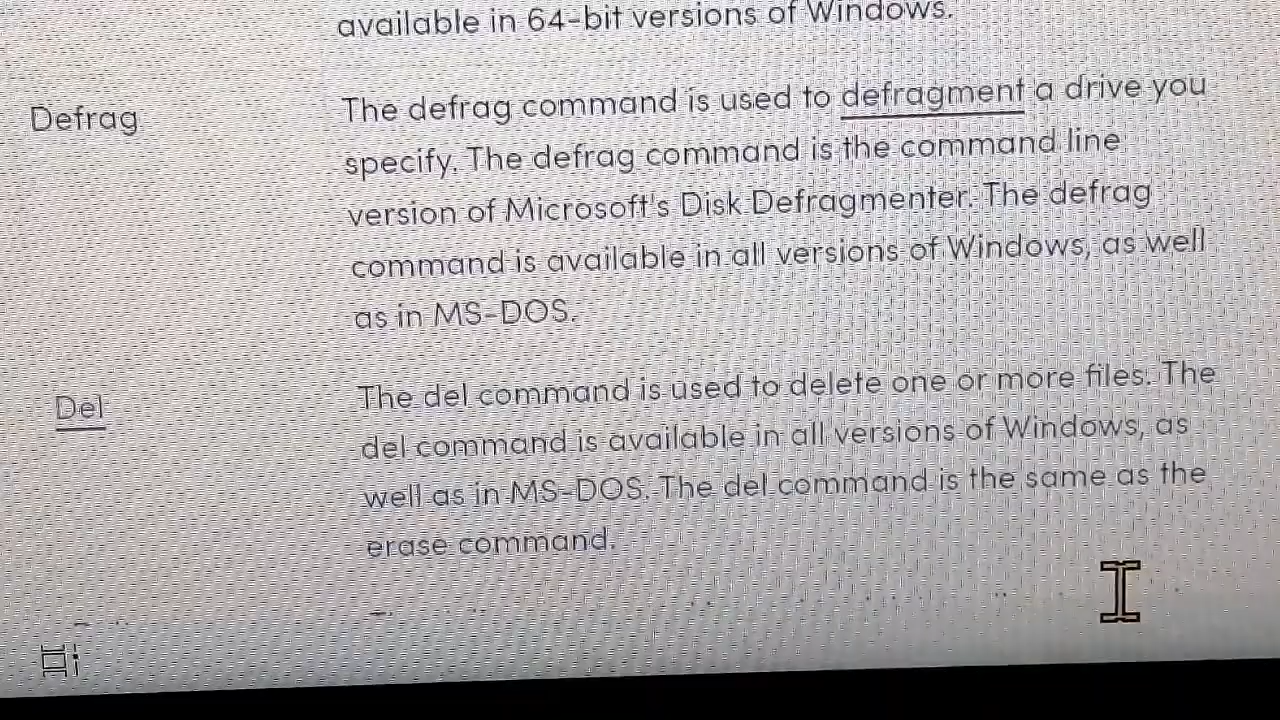 available in 64-bit versions of Windows.
Defrag
The defrag command is used to defragment a drive you
specify. The defrag command is the command line
version of Microsoft's Disk Defragmenter. The defrag
command is available in all versions of Windows, as well
as in MS-DOS.
Del
The del command is used to delete one or more files. The
del command is available in all versions of Windows, as
well as in MS-DOS. The del command is the same as the
erase command.